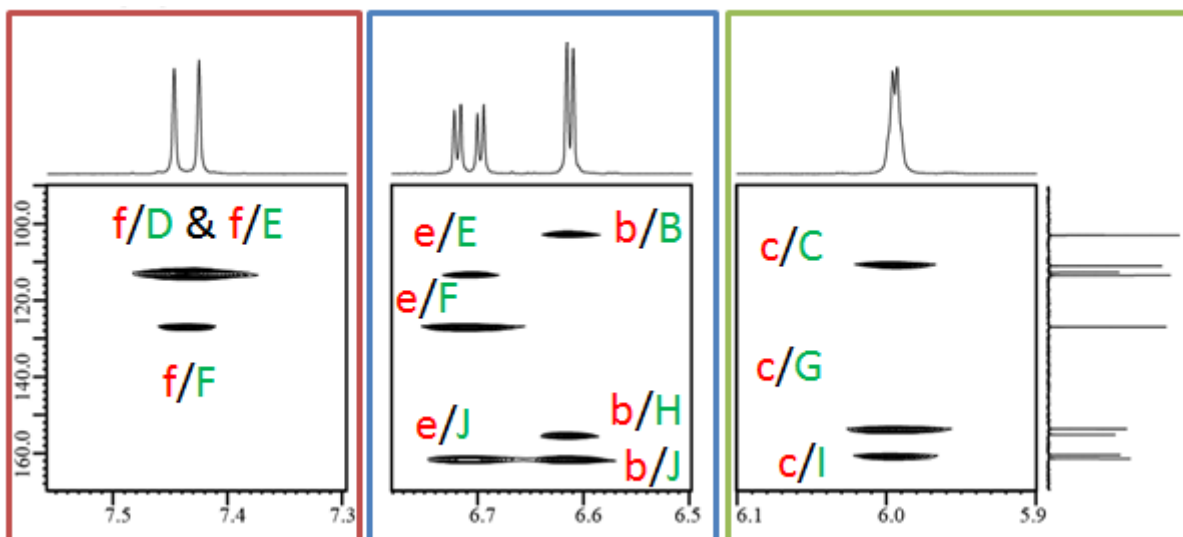 f/D & f/E
f/F
e/E
b/B
e/F
e/J
b/H
b/J
c/C
c/G
c/I
100.0
120.0
140.0
160.0
7.5
7.4
7.3
6.7
6.6
6.5
6.1
6.0
5.9